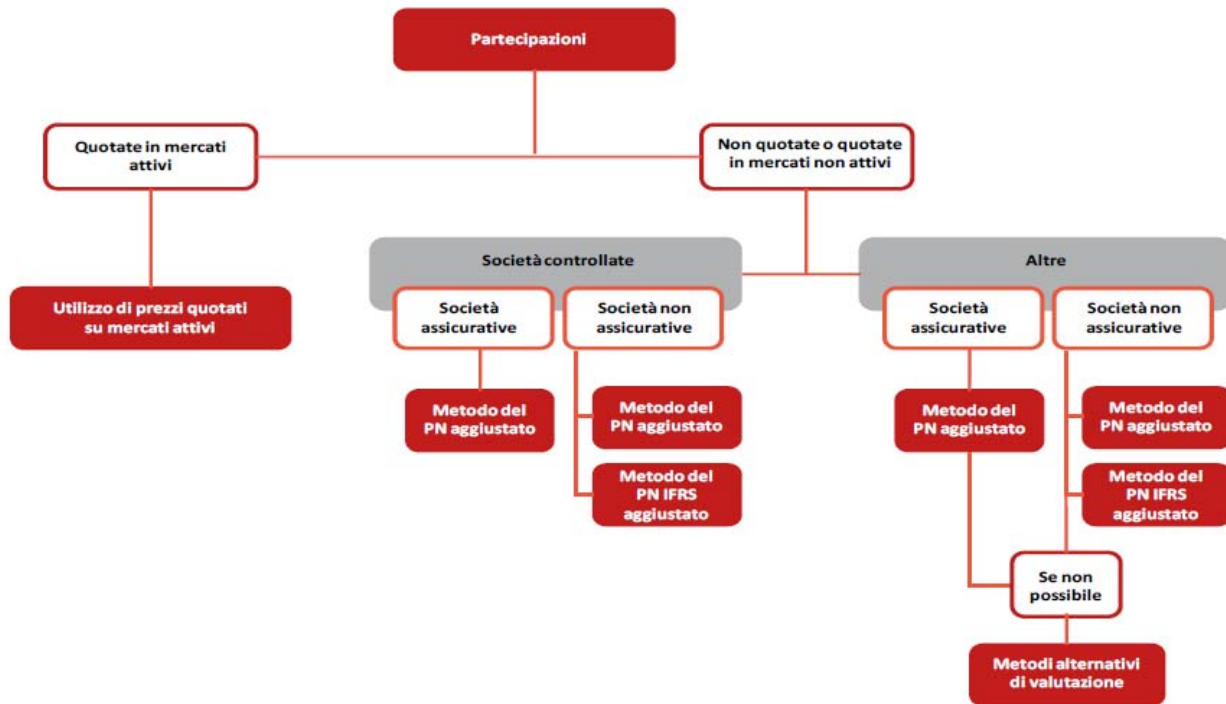 Partecipazioni
Quotate in mercati
attivi
Non quotate o quotate
in mercati non attivi
Utilizzo di prezzi quotati
su mercati attivi
Società controllate
Società
assicurative
Società non
assicurative
Metodo del
PN aggiustato
Metodo del
PN aggiustato
Metodo del
PN IFRS
aggiustato
Altre
Società
assicurative
Società non
assicurative
Metodo del
PN aggiustato
Metodo del
PN aggiustato
Metodo del
PN IFRS
aggiustato
Se non
possibile
Metodi alternativi
di valutazione